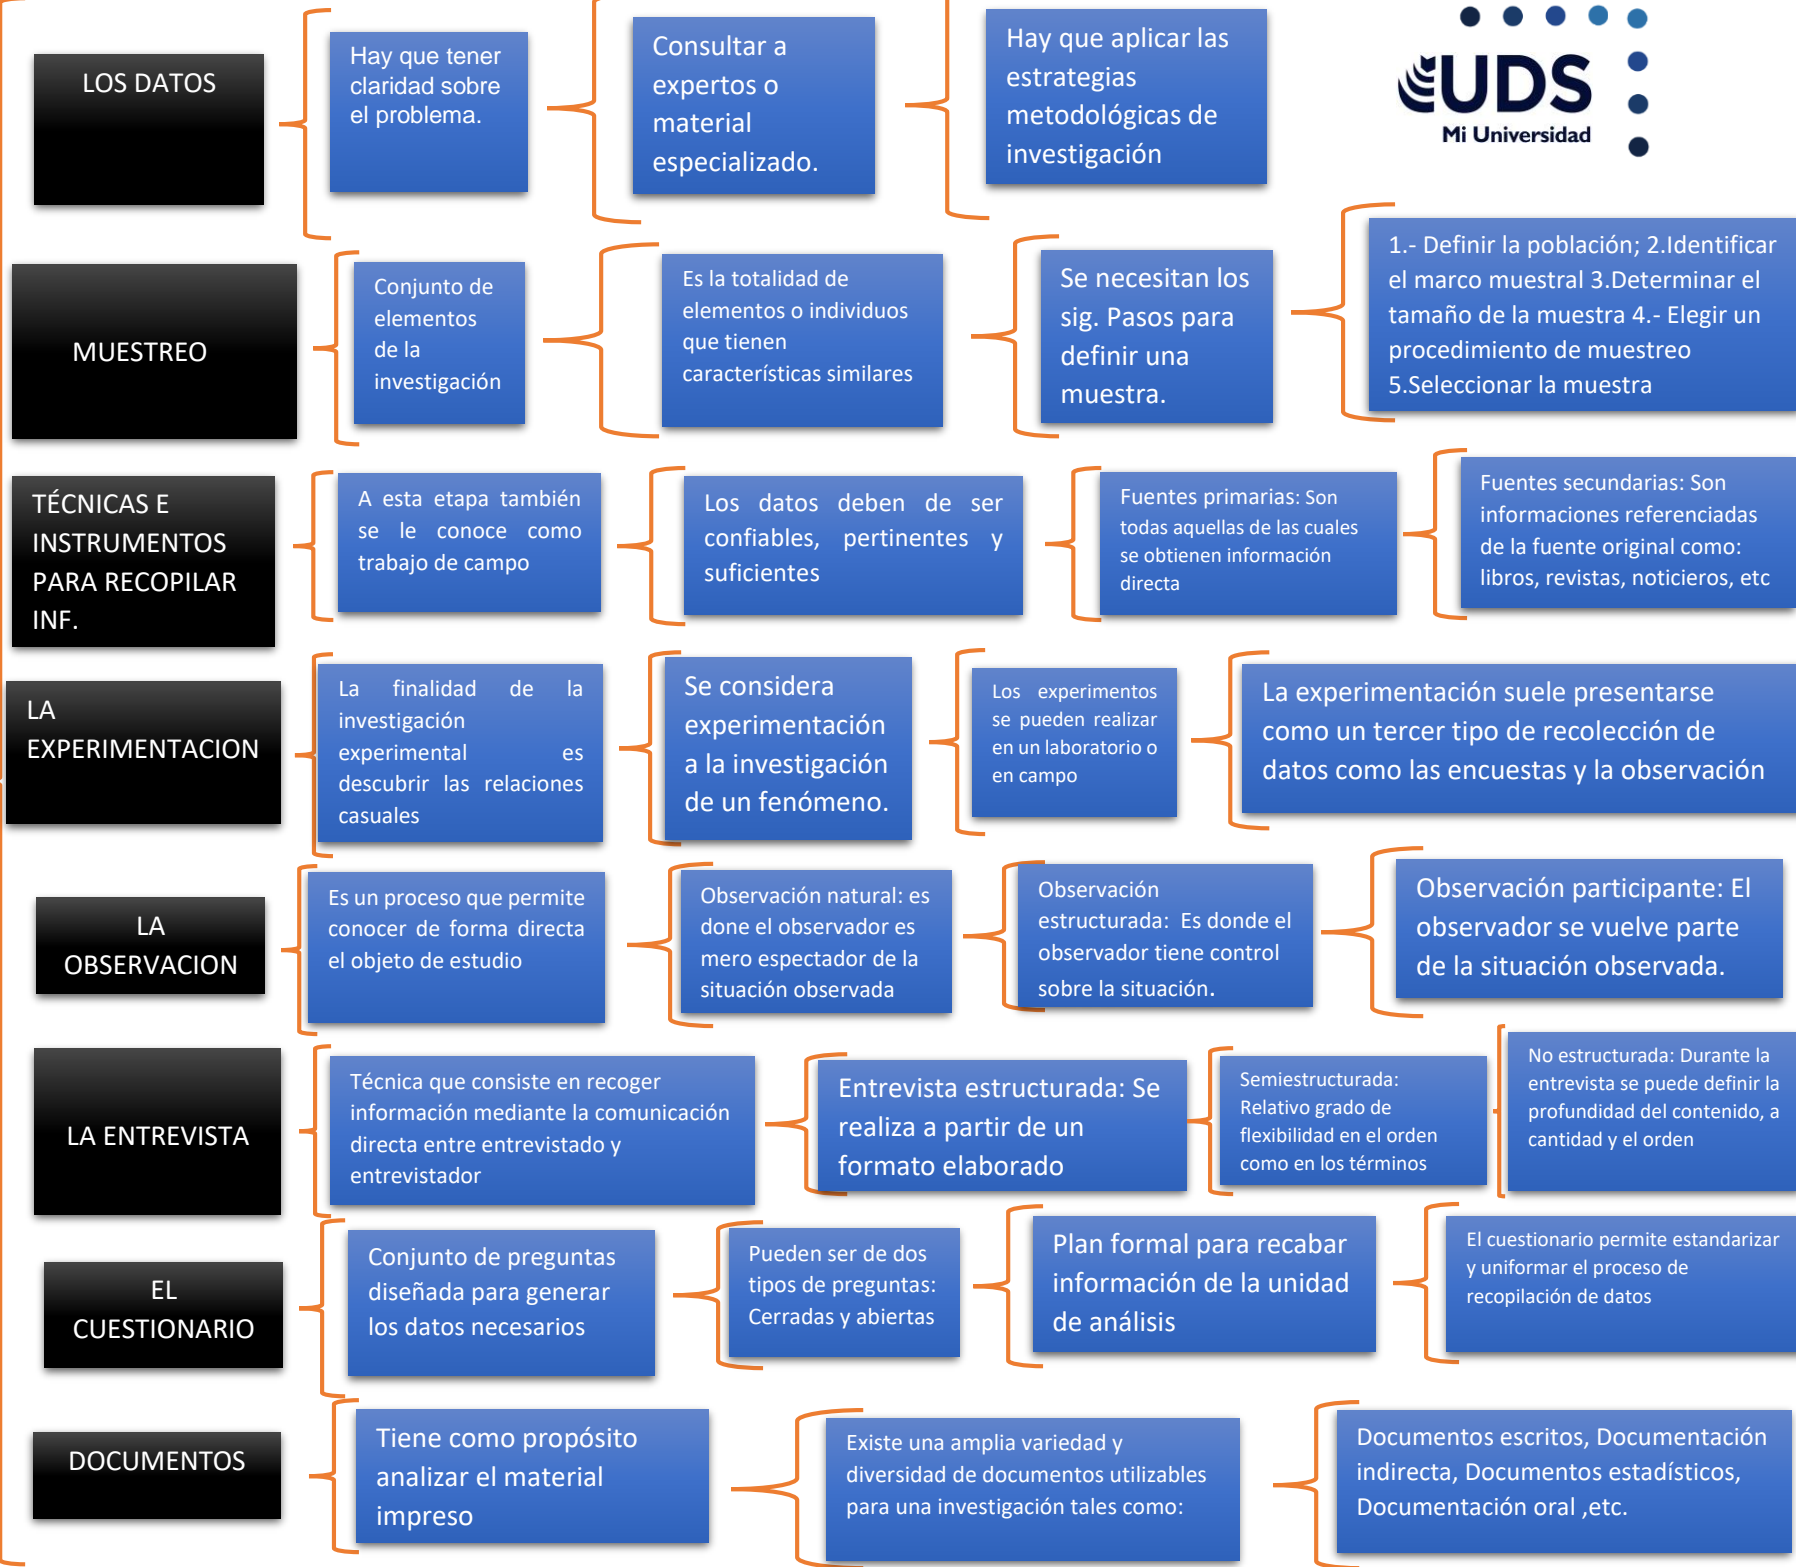 LOS DATOS
Hay que tener
claridad sobre
el problema.
Consultar a
expertos o
material
especializado.
Hay que aplicar las
estrategias
metodológicas de
investigación
UDS
Mi Universidad
MUESTREO
Conjunto de
elementos
de la
investigación
Es la totalidad de
elementos o individuos
que tienen
características similares
Se necesitan los
sig. Pasos para
definir una
muestra.
1.- Definir la población; 2.Identificar
el marco muestral 3.Determinar el
tamaño de la muestra 4.- Elegir un
procedimiento de muestreo
5.Seleccionar la muestra
TÉCNICAS E
INSTRUMENTOS
PARA RECOPILAR
INF.
A esta etapa también
se le conoce como
trabajo de campo
Los datos deben de ser
confiables, pertinentes y
suficientes
Fuentes primarias: Son
todas aquellas de las cuales
se obtienen información
directa
Fuentes secundarias: Son
informaciones referenciadas
de la fuente original como:
libros, revistas, noticieros, etc
LA
EXPERIMENTACION
La finalidad de la
investigación
experimental es
descubrir las relaciones
casuales
Se considera
experimentación
a la investigación
de un fenómeno.
Los experimentos
se pueden realizar
en un laboratorio o
en campo
La experimentación suele presentarse
como un tercer tipo de recolección de
datos como las encuestas y la observación
LA
OBSERVACION
Es un proceso que permite
conocer de forma directa
el objeto de estudio
Observación natural: es
done el observador es
mero espectador de la
situación observada
Observación
estructurada: Es donde el
observador tiene control
sobre la situación.
Observación participante: El
observador se vuelve parte
de la situación observada.
LA ENTREVISTA
Técnica que consiste en recoger
información mediante la comunicación
directa entre entrevistado y
entrevistador
Entrevista estructurada: Se
realiza a partir de un
formato elaborado
Semiestructurada:
Relativo grado de
flexibilidad en el orden
como en los términos
No estructurada: Durante la
entrevista se puede definir la
profundidad del contenido, a
cantidad y el orden
EL
CUESTIONARIO
Conjunto de preguntas
diseñada para generar
los datos necesarios
Pueden ser de dos
tipos de preguntas:
Cerradas y abiertas
Plan formal para recabar
información de la unidad
de análisis
El cuestionario permite estandarizar
y uniformar el proceso de
recopilación de datos
DOCUMENTOS
Tiene como propósito
analizar el material
impreso
Existe una amplia variedad y
diversidad de documentos utilizables
para una investigación tales como:
Documentos escritos, Documentación
indirecta, Documentos estadísticos,
Documentación oral ,etc.